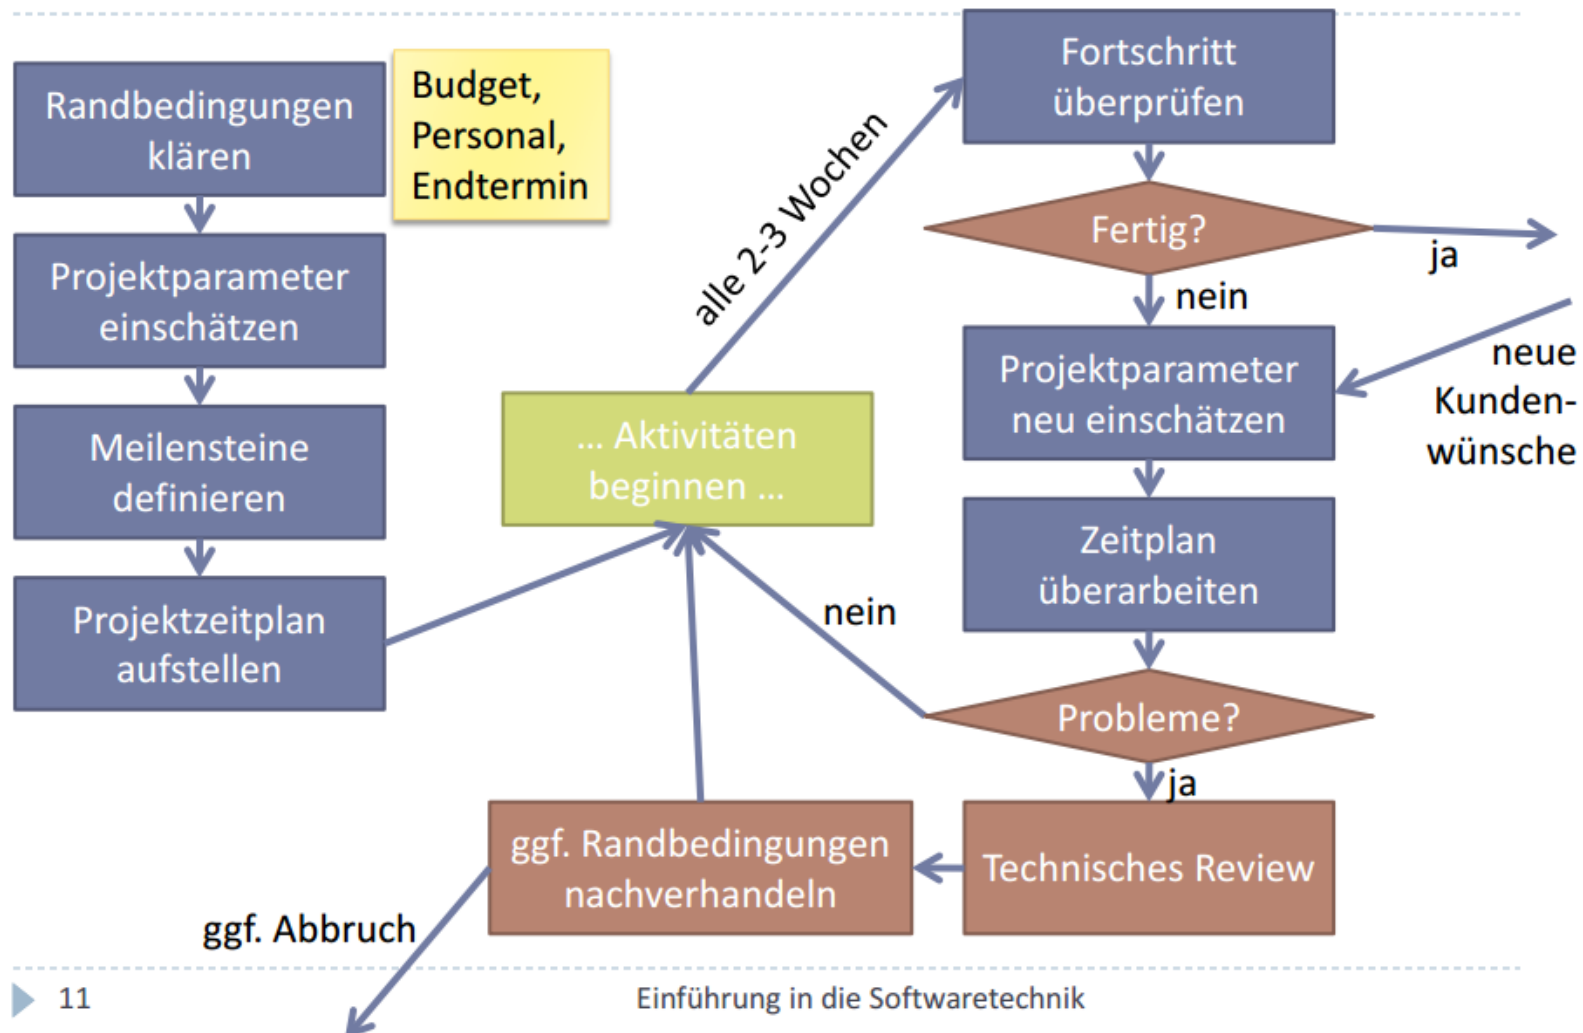 Randbedingungen
klären
Budget,
Personal,
Endtermin
Projektparameter
einschätzen
Meilensteine
definieren
Projektzeitplan
aufstellen
... Aktivitäten
beginnen ...
alle 2-3 Wochen
Fortschritt
überprüfen
Fertig?
ja
nein
Projektparameter
neu einschätzen
neue
Kunden-
wünsche
Zeitplan
überarbeiten
Probleme?
nein
ja
Technisches Review
ggf. Randbedingungen
nachverhandeln
ggf. Abbruch
11
Einführung in die Softwaretechnik